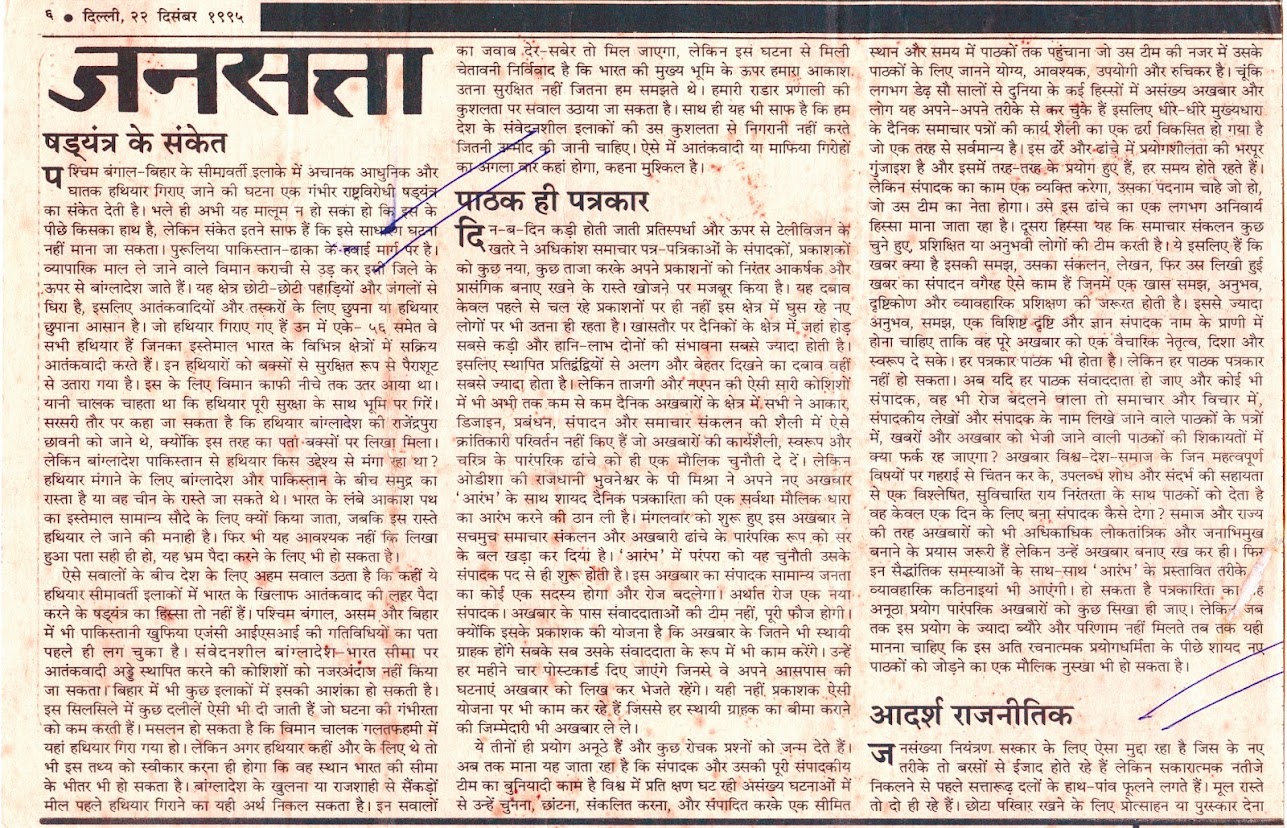 ६ ● दिल्ली, २२ दिसंबर १९९५
जनसत्ता
षड्यंत्र के संकेत
पश्चिम बंगाल-बिहार के सीमावर्ती इलाके में अचानक आधुनिक और
घातक हथियार गिराए जाने की घटना एक गंभीर राष्ट्रविरोधी षड्यंत्र
का संकेत देती है। भले ही अभी यह मालूम न हो सका हो कि इस के
पीछे किसका हाथ है, लेकिन संकेत इतने साफ हैं कि इसे साधारण घटना
नहीं माना जा सकता। पुरूलिया पाकिस्तान-ढाका के हवाई मार्ग पर है।
व्यापारिक माल ले जाने वाले विमान कराची से उड़ कर इसी जिले के
ऊपर से बांग्लादेश जाते हैं। यह क्षेत्र छोटी-छोटी पहाड़ियों और जंगलों से
घिरा है, इसलिए आतंकवादियों और तस्करों के लिए छुपना या हथियार
छुपाना आसान है। जो हथियार गिराए गए हैं उन में एके- ५६ समेत वे
सभी हथियार हैं जिनका इस्तेमाल भारत के विभिन्न क्षेत्रों में सक्रिय
आतंकवादी करते हैं। इन हथियारों को बक्सों से सुरक्षित रूप से पैराशूट
से उतारा गया है। इस के लिए विमान काफी नीचे तक उतर आया था।
यानी चालक चाहता था कि हथियार पूरी सुरक्षा के साथ भूमि पर गिरें।
सरसरी तौर पर कहा जा सकता है कि हथियार बांग्लादेश की राजेंद्रपुरा
छावनी को जाने थे, क्योंकि इस तरह का पता बक्सों पर लिखा मिला।
लेकिन बांग्लादेश पाकिस्तान से हथियार किस उद्देश्य से मंगा रहा था?
हथियार मंगाने के लिए बांग्लादेश और पाकिस्तान के बीच समुद्र का
रास्ता है या वह चीन के रास्ते जा सकते थे। भारत के लंबे आकाश पथ
का इस्तेमाल सामान्य सौदे के लिए क्यों किया जाता, जबकि इस रास्ते
हथियार ले जाने की मनाही है। फिर भी यह आवश्यक नहीं कि लिखा
हुआ पता सही ही हो, यह भ्रम पैदा करने के लिए भी हो सकता है।
ऐसे सवालों के बीच देश के लिए अहम सवाल उठता है कि कहीं ये
हथियार सीमावर्ती इलाकों में भारत के खिलाफ आतंकवाद की लहर पैदा
करने के षड्यंत्र का हिस्सा तो नहीं हैं। पश्चिम बंगाल, असम और बिहार
में भी पाकिस्तानी खुफिया एजंसी आईएसआई की गतिविधियों का पता
पहले ही लग चुका है। संवेदनशील बांग्लादेश-भारत सीमा पर
आतंकवादी अड्डे स्थापित करने की कोशिशों को नजरअंदाज नहीं किया
जा सकता। बिहार में भी कुछ इलाकों में इसकी आशंका हो सकती है।
इस सिलसिले में कुछ दलीलें ऐसी भी दी जाती हैं जो घटना की गंभीरता
को कम करती हैं। मसलन हो सकता है कि विमान चालक गलतफहमी में
यहां हथियार गिरा गया हो। लेकिन अगर हथियार कहीं और के लिए थे तो
भी इस तथ्य को स्वीकार करना ही होगा कि वह स्थान भारत की सीमा
के भीतर भी हो सकता है। बांग्लादेश के खुलना या राजशाही से सैंकड़ों
मील पहले हथियार गिराने का यही अर्थ निकल सकता है। इन सवालों
का जवाब देर-सबेर तो मिल जाएगा, लेकिन इस घटना से मिली
चेतावनी निर्विवाद है कि भारत की मुख्य भूमि के ऊपर हमारा आकाश
उतना सुरक्षित नहीं जितना हम समझते थे। हमारी राडार प्रणाली की
कुशलता पर सवाल उठाया जा सकता है। साथ ही यह भी साफ है कि हम
देश के संवेदनशील इलाकों की उस कुशलता से निगरानी नहीं करते
जितनी उम्मीद की जानी चाहिए। ऐसे में आतंकवादी या माफिया गिरोहों
का अगला वार कहां होगा, कहना मुश्किल है।
पाठक ही पत्रकार
दिन-ब-दिन कड़ी होती जाती प्रतिस्पर्धा और ऊपर से टेलीविजन के
खतरे ने अधिकांश समाचार पत्र-पत्रिकाओं के संपादकों, प्रकाशकों
को कुछ नया, कुछ ताजा करके अपने प्रकाशनों को निरंतर आकर्षक और
प्रासंगिक बनाए रखने के रास्ते खोजने पर मजबूर किया है। यह दबाव
केवल पहले से चल रहे प्रकाशनों पर ही नहीं इस क्षेत्र में घुस रहे नए
लोगों पर भी उतना ही रहता है। खासतौर पर दैनिकों के क्षेत्र में, जहां होड़
सबसे कड़ी और हानि-लाभ दोनों की संभावना सबसे ज्यादा होती है।
इसलिए स्थापित प्रतिद्वंद्वियों से अलग और बेहतर दिखने का दबाव वहीं
सबसे ज्यादा होता है। लेकिन ताजगी और नएपन की ऐसी सारी कोशिशों
में भी अभी तक कम से कम दैनिक अखबारों के क्षेत्र में सभी ने आकार,
डिजाइन, प्रबंधन, संपादन और समाचार संकलन की शैली में ऐसे
क्रांतिकारी परिवर्तन नहीं किए हैं जो अखबारों की कार्यशैली, स्वरूप और
चरित्र के पारंपरिक ढांचे को ही एक मौलिक चुनौती दे दें। लेकिन
ओडीशा की राजधानी भुवनेश्वर के पी मिश्रा ने अपने नए अखबार
'आरंभ' के साथ शायद दैनिक पत्रकारिता की एक सर्वथा मौलिक धारा
का आरंभ करने की ठान ली है। मंगलवार को शुरू हुए इस अखबार ने
सचमुच समाचार संकलन और अखबारी ढांचे के पारंपरिक रूप को सर
के बल खड़ा कर दिया है। 'आरंभ' में परंपरा को यह चुनौती उसके
संपादक पद से ही शुरू होती है। इस अखबार का संपादक सामान्य जनता
का कोई एक सदस्य होगा और रोज बदलेगा। अर्थात रोज एक नया
संपादक। अखबार के पास संवाददाताओं की टीम नहीं, पूरी फौज होगी।
क्योंकि इसके प्रकाशक की योजना है कि अखबार के जितने भी स्थायी
ग्राहक होंगे सबके सब उसके संवाददाता के रूप में भी काम करेंगे। उन्हें
हर महीने चार पोस्टकार्ड दिए जाएंगे जिनसे वे अपने आसपास की
घटनाएं अखबार को लिख कर भेजते रहेंगे। यही नहीं प्रकाशक ऐसी
योजना पर भी काम कर रहे हैं जिससे हर स्थायी ग्राहक का बीमा कराने
की जिम्मेदारी भी अखबार ले ले।
ये तीनों ही प्रयोग अनूठे हैं और कुछ रोचक प्रश्नों को जन्म देते हैं।
अब तक माना यह जाता रहा है कि संपादक और उसकी पूरी संपादकीय
टीम का बुनियादी काम है विश्व में प्रति क्षण घट रही असंख्य घटनाओं में
से उन्हें चुनना, छांटना, संकलित करना, और संपादित करके एक सीमित
स्थान और समय में पाठकों तक पहुंचाना जो उस टीम की नजर में उसके
पाठकों के लिए जानने योग्य, आवश्यक, उपयोगी और रुचिकर है। चूंकि
लगभग डेढ़ सौ सालों से दुनिया के कई हिस्सों में असंख्य अखबार और
लोग यह अपने-अपने तरीके से कर चुके हैं इसलिए धीरे-धीरे मुख्यधारा
के दैनिक समाचार पत्रों की कार्य शैली का एक ढर्रा विकसित हो गया है
जो एक तरह से सर्वमान्य है। इस ढर्रे और ढांचे में प्रयोगशीलता की भरपूर
गुंजाइश है और इसमें तरह-तरह के प्रयोग हुए हैं, हर समय होते रहते हैं।
लेकिन संपादक का काम एक व्यक्ति करेगा, उसका पदनाम चाहे जो हो,
जो उस टीम का नेता होगा। उसे इस ढांचे का एक लगभग अनिवार्य
हिस्सा माना जाता रहा है। दूसरा हिस्सा यह कि समाचार संकलन कुछ
चुने हुए, प्रशिक्षित या अनुभवी लोगों की टीम करती है। ये इसलिए हैं कि
खबर क्या है इसकी समझ, उसका संकलन, लेखन, फिर उस लिखी हुई
खबर का संपादन वगैरह ऐसे काम हैं जिनमें एक खास समझ, अनुभव,
दृष्टिकोण और व्यावहारिक प्रशिक्षण की जरूरत होती है। इससे ज्यादा
अनुभव, समझ, एक विशिष्ट दृष्टि और ज्ञान संपादक नाम के प्राणी में
होना चाहिए ताकि वह पूरे अखबार को एक वैचारिक नेतृत्व, दिशा और
स्वरूप दे सके। हर पत्रकार पाठक भी होता है। लेकिन हर पाठक पत्रकार
नहीं हो सकता। अब यदि हर पाठक संवाददाता हो जाए और कोई भी
संपादक, वह भी रोज बदलने वाला तो समाचार और विचार में,
संपादकीय लेखों और संपादक के नाम लिखे जाने वाले पाठकों के पत्रों
में, खबरों और अखबार को भेजी जाने वाली पाठकों की शिकायतों में
क्या फर्क रह जाएगा? अखबार विश्व-देश-समाज के जिन महत्वपूर्ण
विषयों पर गहराई से चिंतन कर के, उपलब्ध शोध और संदर्भ की सहायता
से एक विश्लेषित, सुविचारित राय निरंतरता के साथ पाठकों को देता है
वह केवल एक दिन के लिए बना संपादक कैसे देगा? समाज और राज्य
की तरह अखबारों को भी अधिकाधिक लोकतांत्रिक और जनाभिमुख
बनाने के प्रयास जरूरी हैं लेकिन उन्हें अखबार बनाए रख कर ही। फिर
इन सैद्धांतिक समस्याओं के साथ-साथ 'आरंभ' के प्रस्तावित तरीके
व्यावहारिक कठिनाइयां भी आएंगी। हो सकता है पत्रकारिता का
अनूठा प्रयोग पारंपरिक अखबारों को कुछ सिखा ही जाए। लेकिन जब
तक इस प्रयोग के ज्यादा ब्यौरे और परिणाम नहीं मिलते तब तक यही
मानना चाहिए कि इस अति रचनात्मक प्रयोगधर्मिता के पीछे शायद नए
पाठकों को जोड़ने का एक मौलिक नुस्खा भी हो सकता है।
आदर्श राजनीतिक
जनसंख्या नियंत्रण सरकार के लिए ऐसा मुद्दा रहा है जिस के नए
तरीके तो बरसों से ईजाद होते रहे हैं लेकिन सकारात्मक नतीजे
निकलने से पहले सत्तारूढ़ दलों के हाथ-पांव फूलने लगते हैं। मूल रास्ते
तो दो ही रहे हैं। छोटा परिवार रखने के लिए प्रोत्साहन या पुरस्कार देना